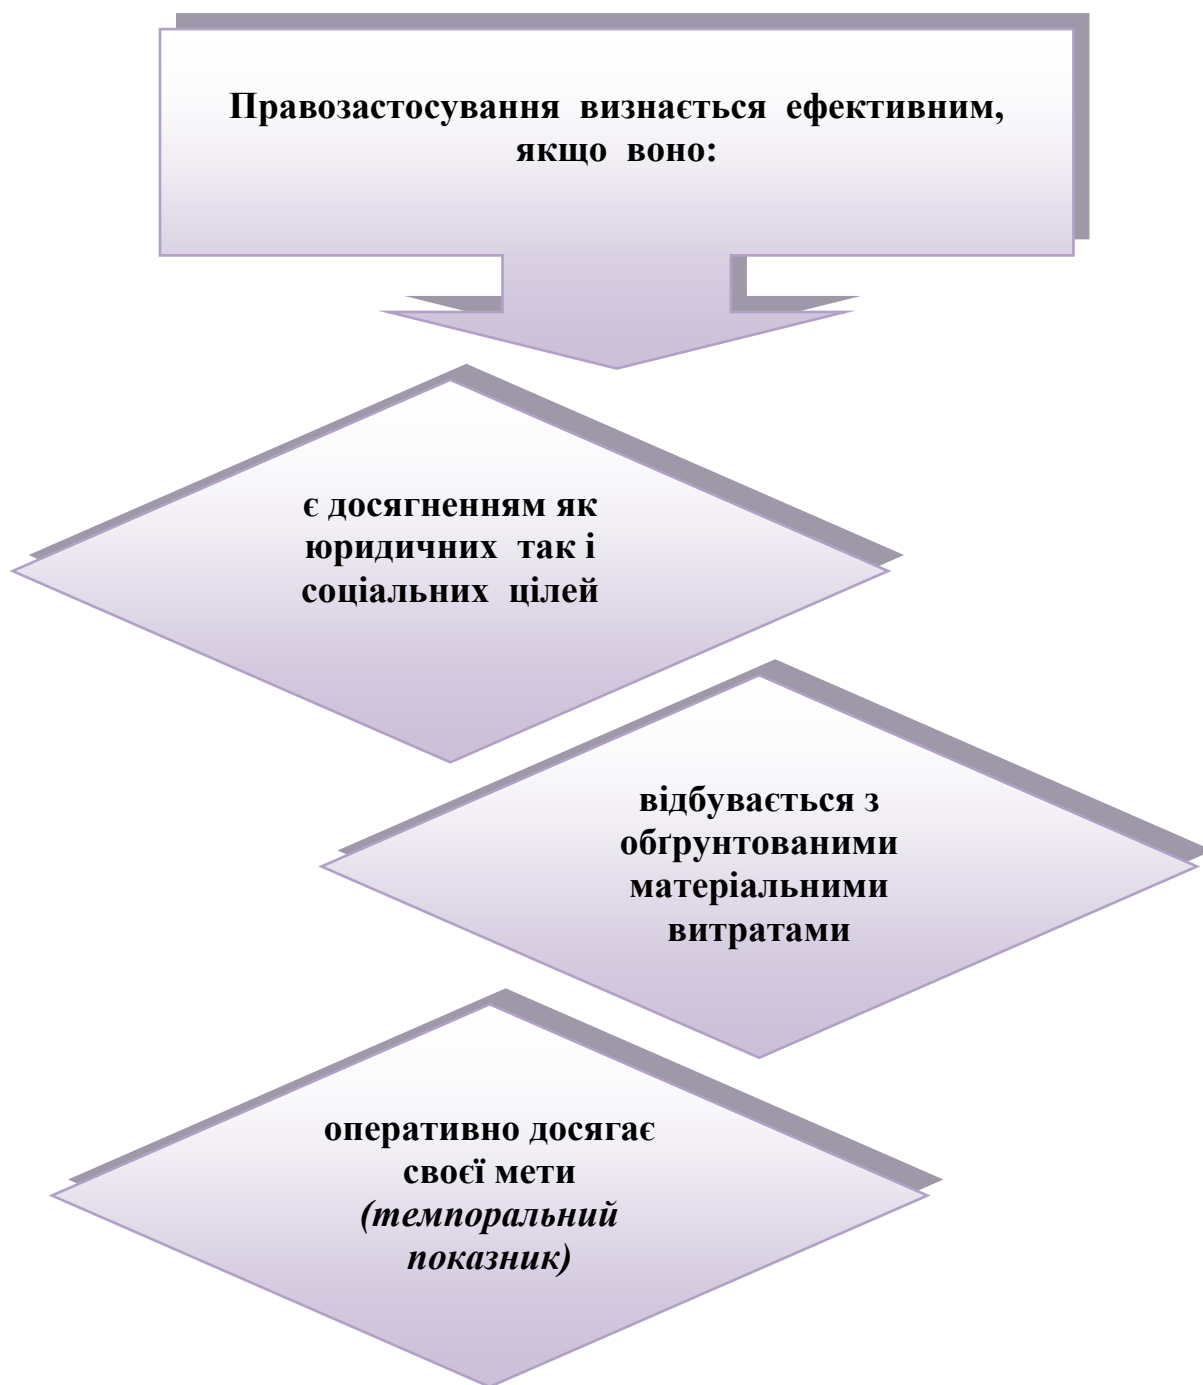 Правозастосування визнається ефективним,
якщо воно:
є досягненням як
юридичних так і
соціальних цілей
відбувається з
обґрунтованими
матеріальними
витратами
оперативно досягає
своєї мети
(темпоральний
показник)